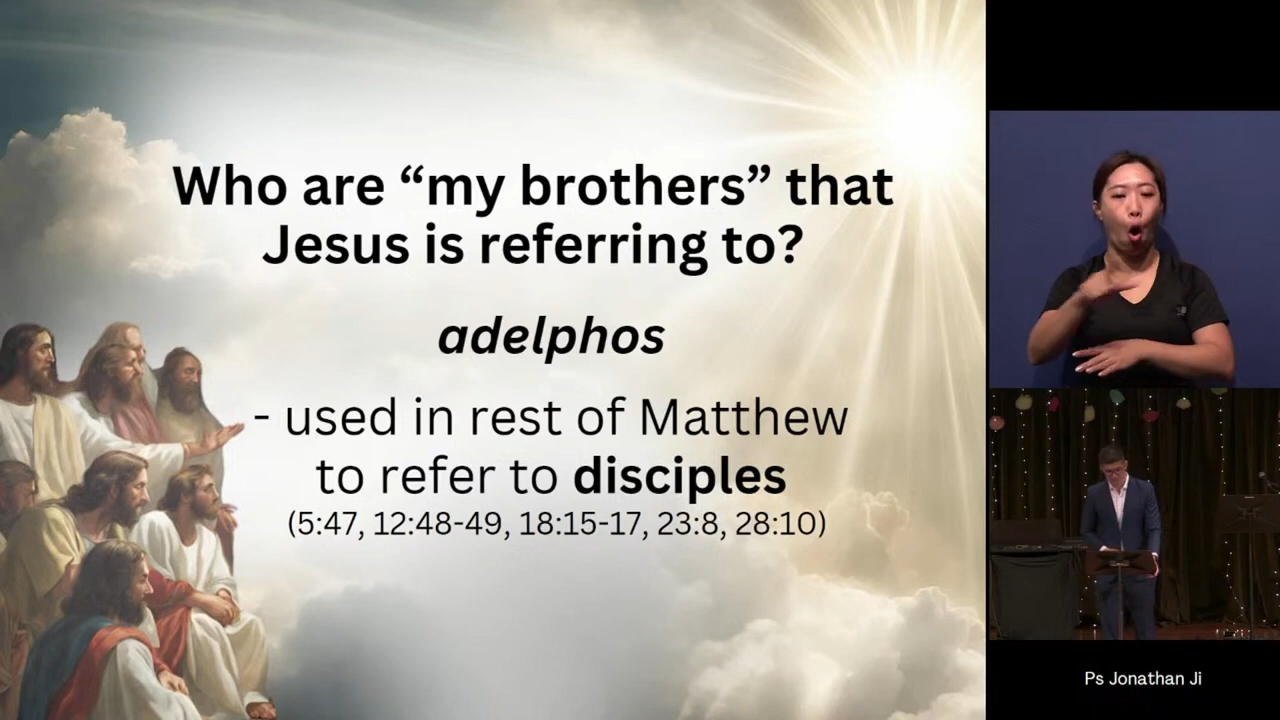 Who are “my brothers” that
Jesus is referring to?
adelphos
- used in rest of Matthew
to refer to disciples
(5:47, 12:48-49, 18:15-17, 23:8, 28:10)
Ps Jonathan Ji